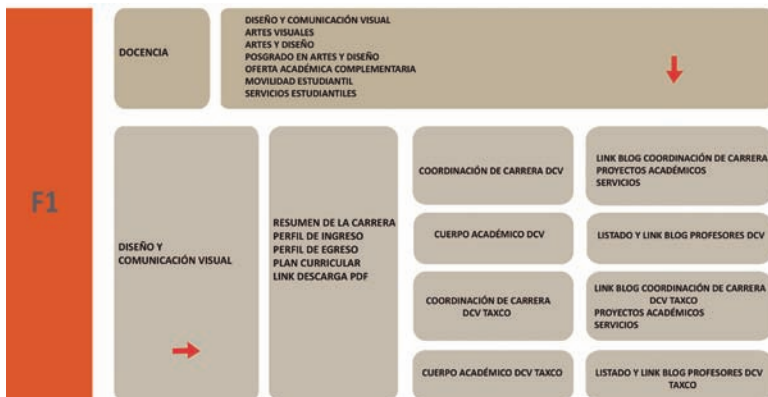 F1
DOCENCIA
DISEÑO Y COMUNICACIÓN VISUAL
ARTES VISUALES
ARTES Y DISEÑO
POSGRADO EN ARTES Y DISEÑO
OFERTA ACADÉMICA COMPLEMENTARIA
MOVILIDAD ESTUDIANTIL
SERVICIOS ESTUDIANTILES
DISEÑO Y
COMUNICACIÓN VISUAL
RESUMEN DE LA CARRERA
PERFIL DE INGRESO
PERFIL DE EGRESO
PLAN CURRICULAR
LINK DESCARGA PDF
COORDINACIÓN DE CARRERA DCV
LINK BLOG COORDINACIÓN DE CARRERA
PROYECTOS ACADÉMICOS
SERVICIOS
CUERPO ACADÉMICO DCV
LISTADO Y LINK BLOG PROFESORES DCV
COORDINACIÓN DE CARRERA
DCV TAXCO
LINK BLOG COORDINACIÓN DE CARRERA
DCV TAXCO
PROYECTOS ACADÉMICOS
SERVICIOS
CUERPO ACADÉMICO DCV TAXCO
LISTADO Y LINK BLOG PROFESORES DCV
TAXCO